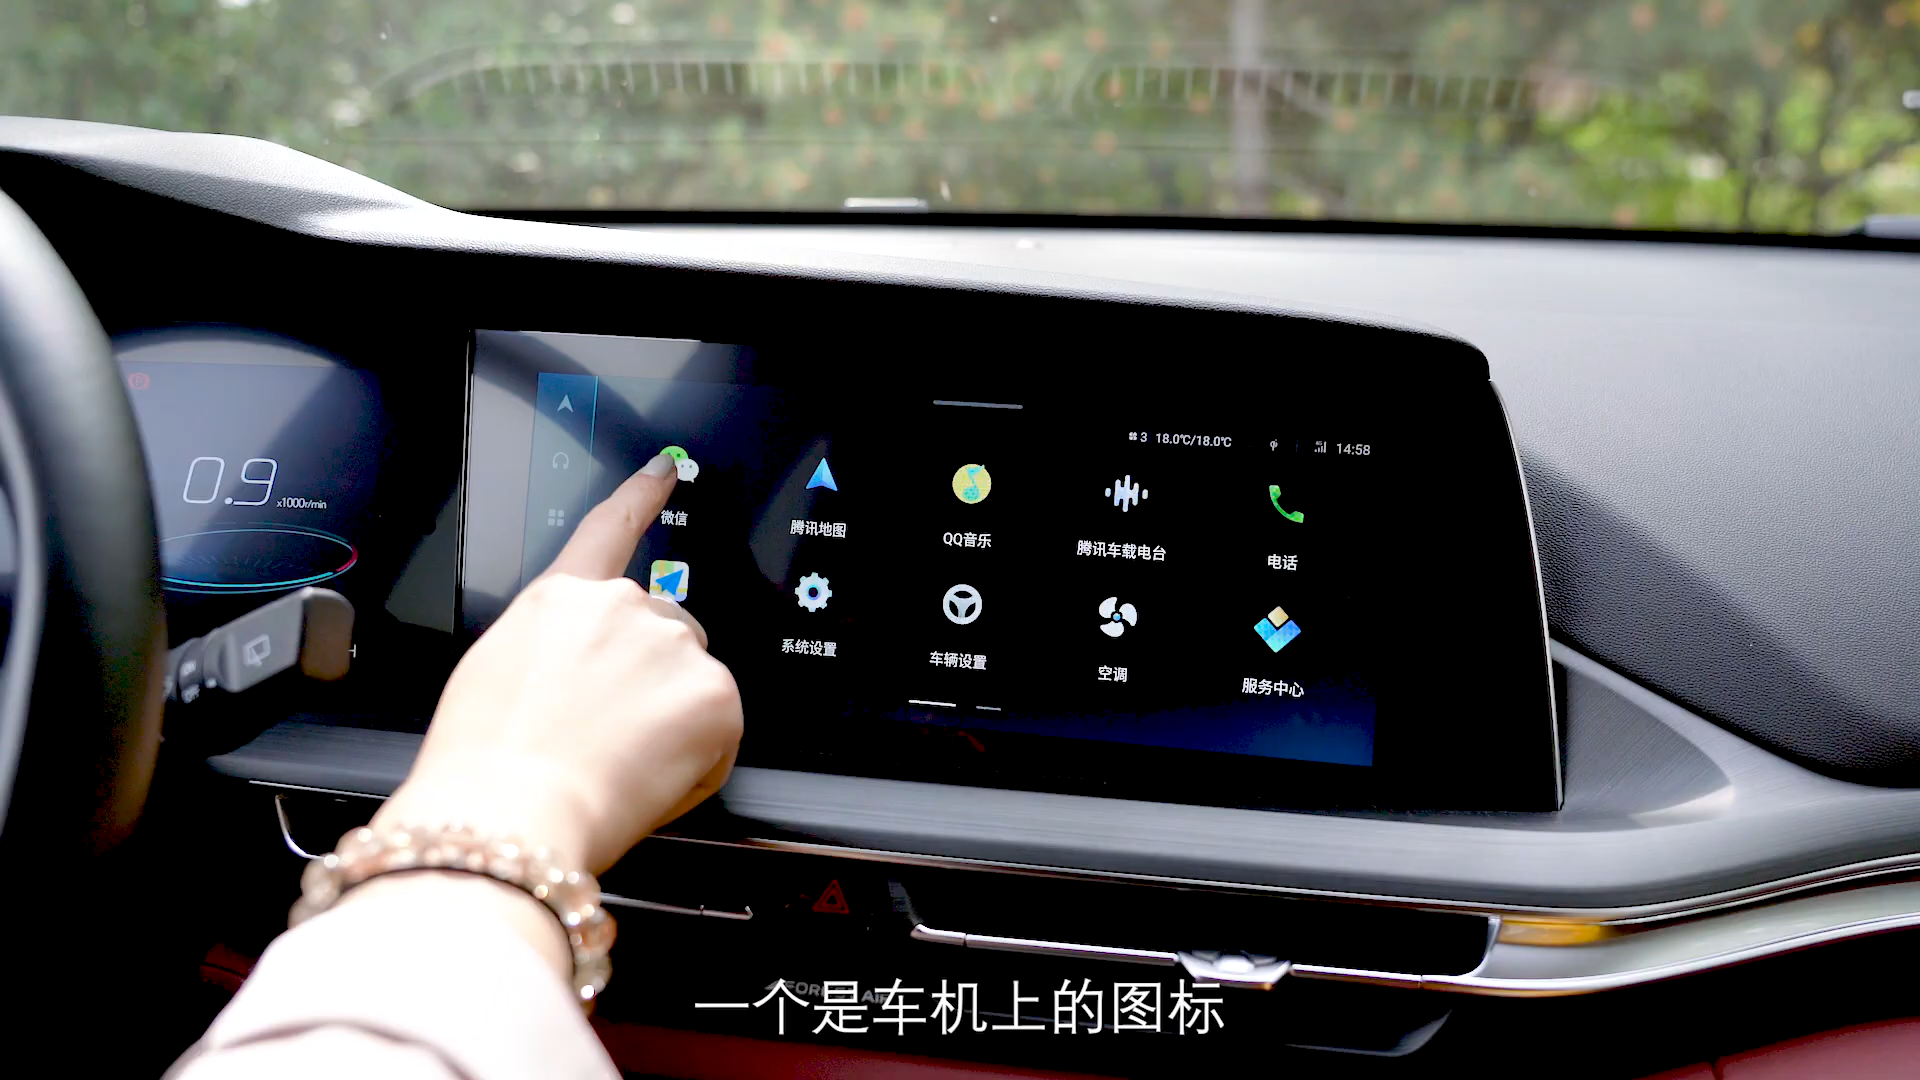 3 18.0℃/18.0℃ 14:58
0.9 x1000r/min
微信
腾讯地图
QQ音乐
腾讯车载电台
电话
系统设置
车辆设置
空调
服务中心
一个是车机上的图标